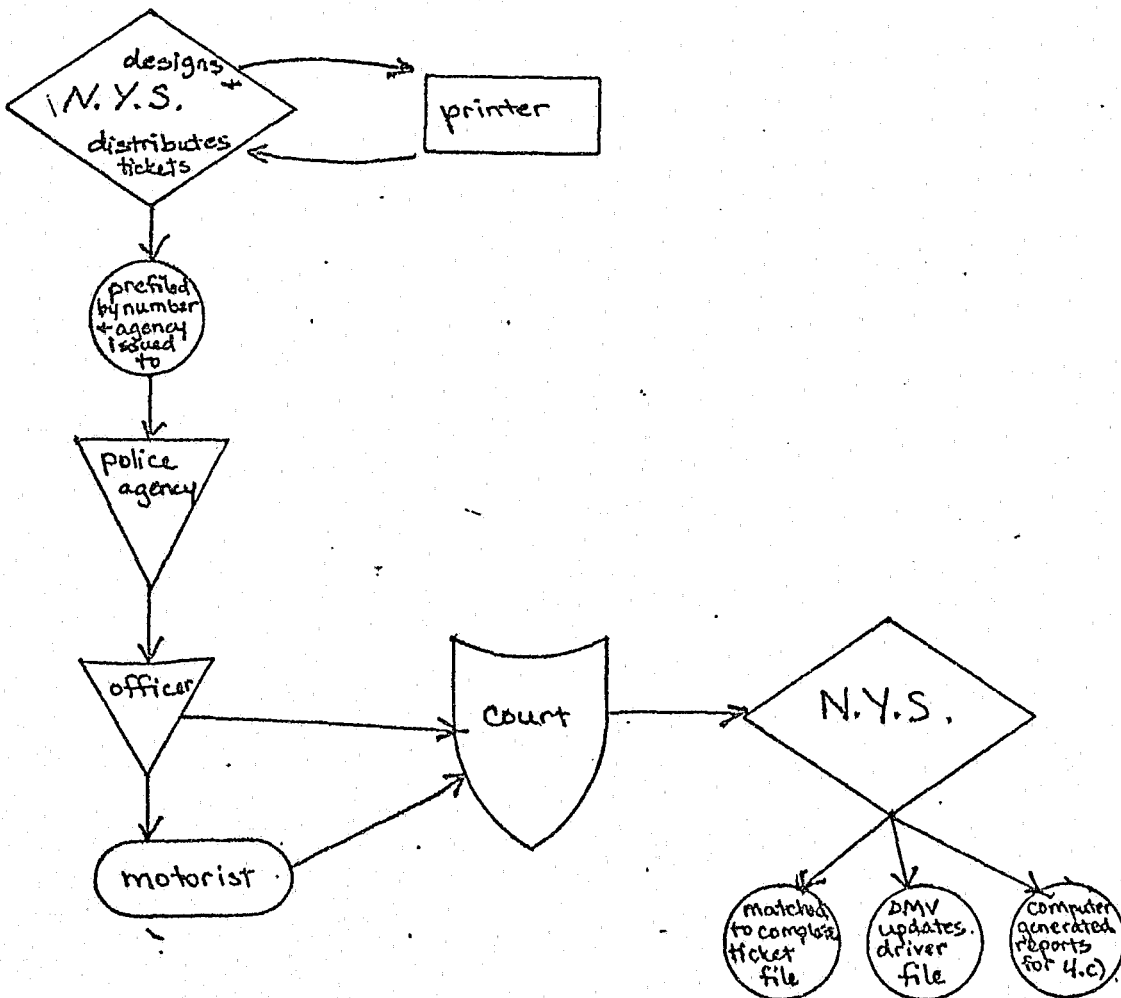 designs
+
N.Y.S.
distributes
tickets
printer
prefiled
by number
+ agency
issued
to
police
agency
officer
court
N.Y.S.
motorist
matched
to complete
ticket
file
DMV
updates
driver
file
computer
generated
reports
for 4.c)